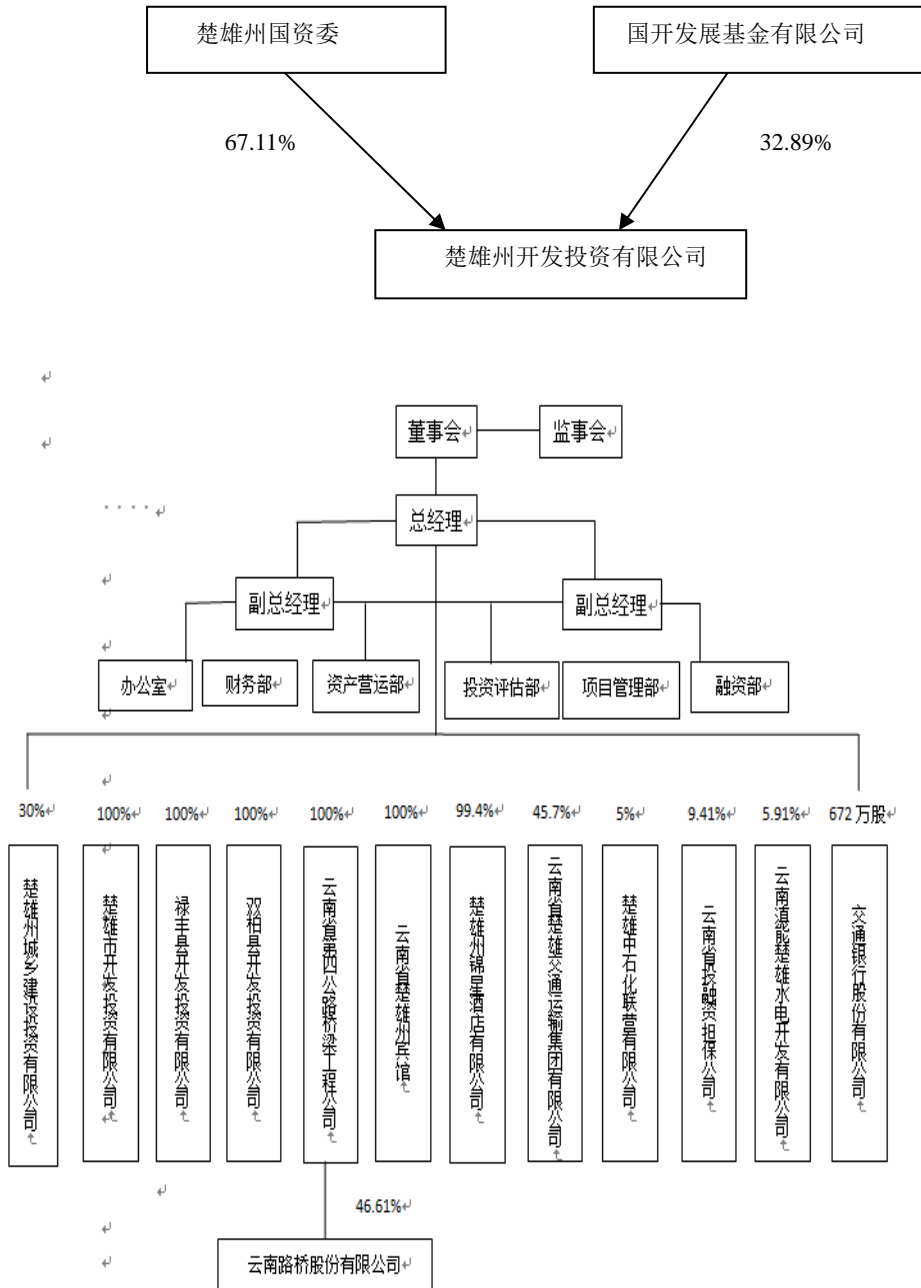 楚雄州国资委
国开发展基金有限公司
67.11%
32.89%
楚雄州开发投资有限公司
董事会
监事会
总经理
副总经理
副总经理
办公室
财务部
资产营运部
投资评估部
项目管理部
融资部
30%
100%
100%
100%
100%
100%
99.4%
45.7%
5%
9.41%
5.91%
672万股
楚雄州城乡建设投资有限公司
楚雄市开发投资有限公司
禄丰县开发投资有限公司
双柏县开发投资有限公司
云南省第四公路桥梁工程公司
云南省楚雄州宾馆
楚雄州锦星酒店有限公司
云南省楚雄交通运输集团有限公司
楚雄中石化联营有限公司
云南省投融资担保公司
云南滇能楚雄水电开发有限公司
交通银行股份有限公司
46.61%
云南路桥股份有限公司